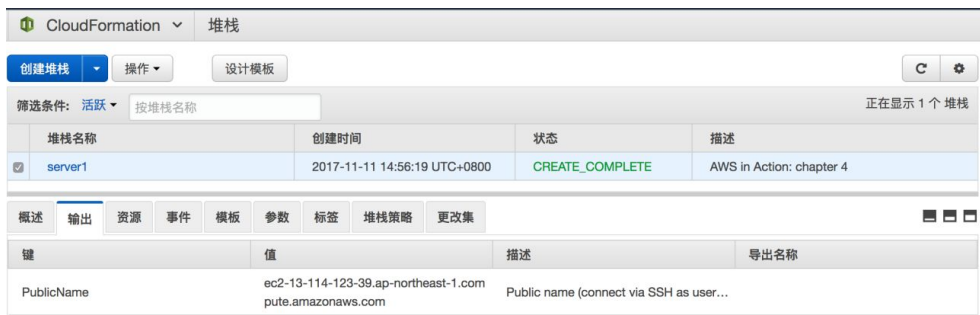 CloudFormation 堆栈
创建堆栈 操作 设计模板
筛选条件: 活跃 按堆栈名称 正在显示 1 个 堆栈
堆栈名称 创建时间 状态 描述
server1 2017-11-11 14:56:19 UTC+0800 CREATE_COMPLETE AWS in Action: chapter 4
概述 输出 资源 事件 模板 参数 标签 堆栈策略 更改集
键 值 描述 导出名称
PublicName ec2-13-114-123-39.ap-northeast-1.com Public name (connect via SSH as user…
pute.amazonaws.com